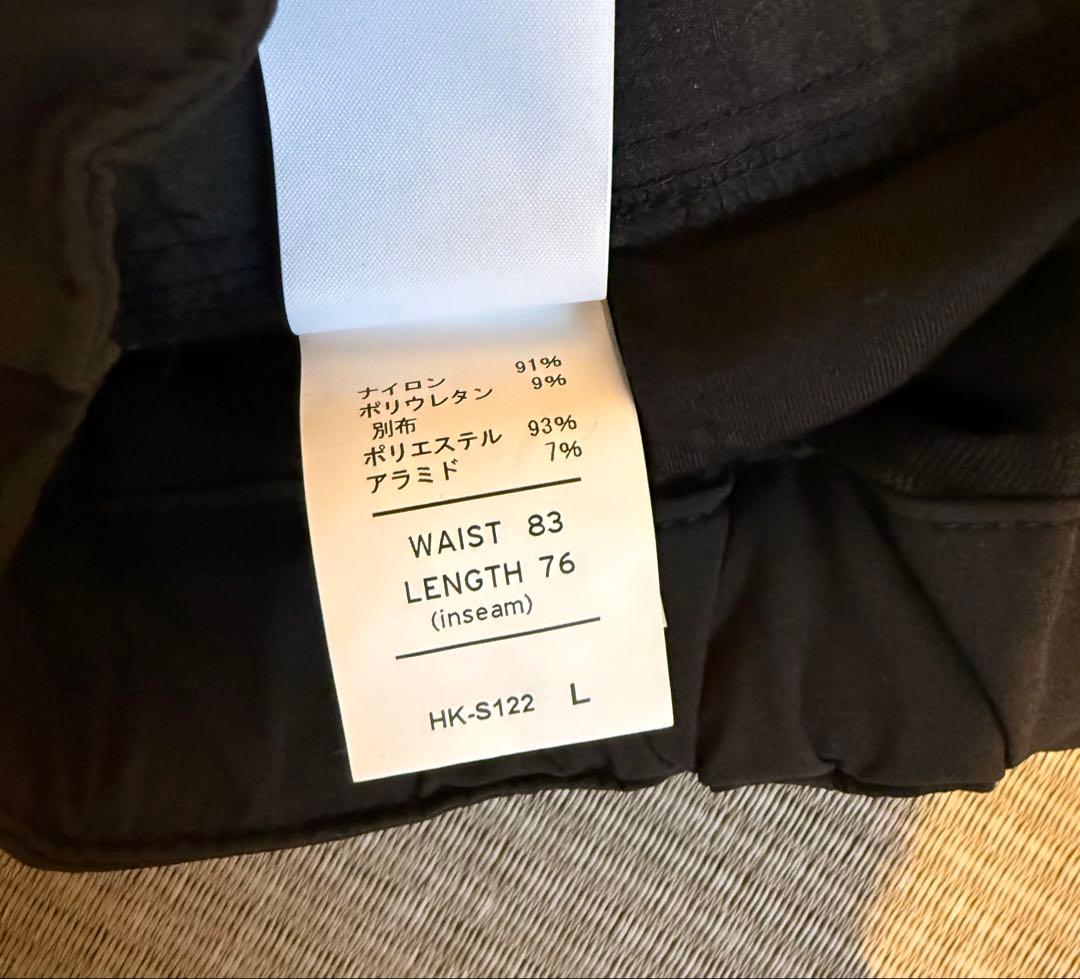 ナイロン 91%
ポリウレタン 9%
別布
ポリエステル 93%
アラミド 7%
WAIST 83
LENGTH 76
(inseam)
HK-S122 L